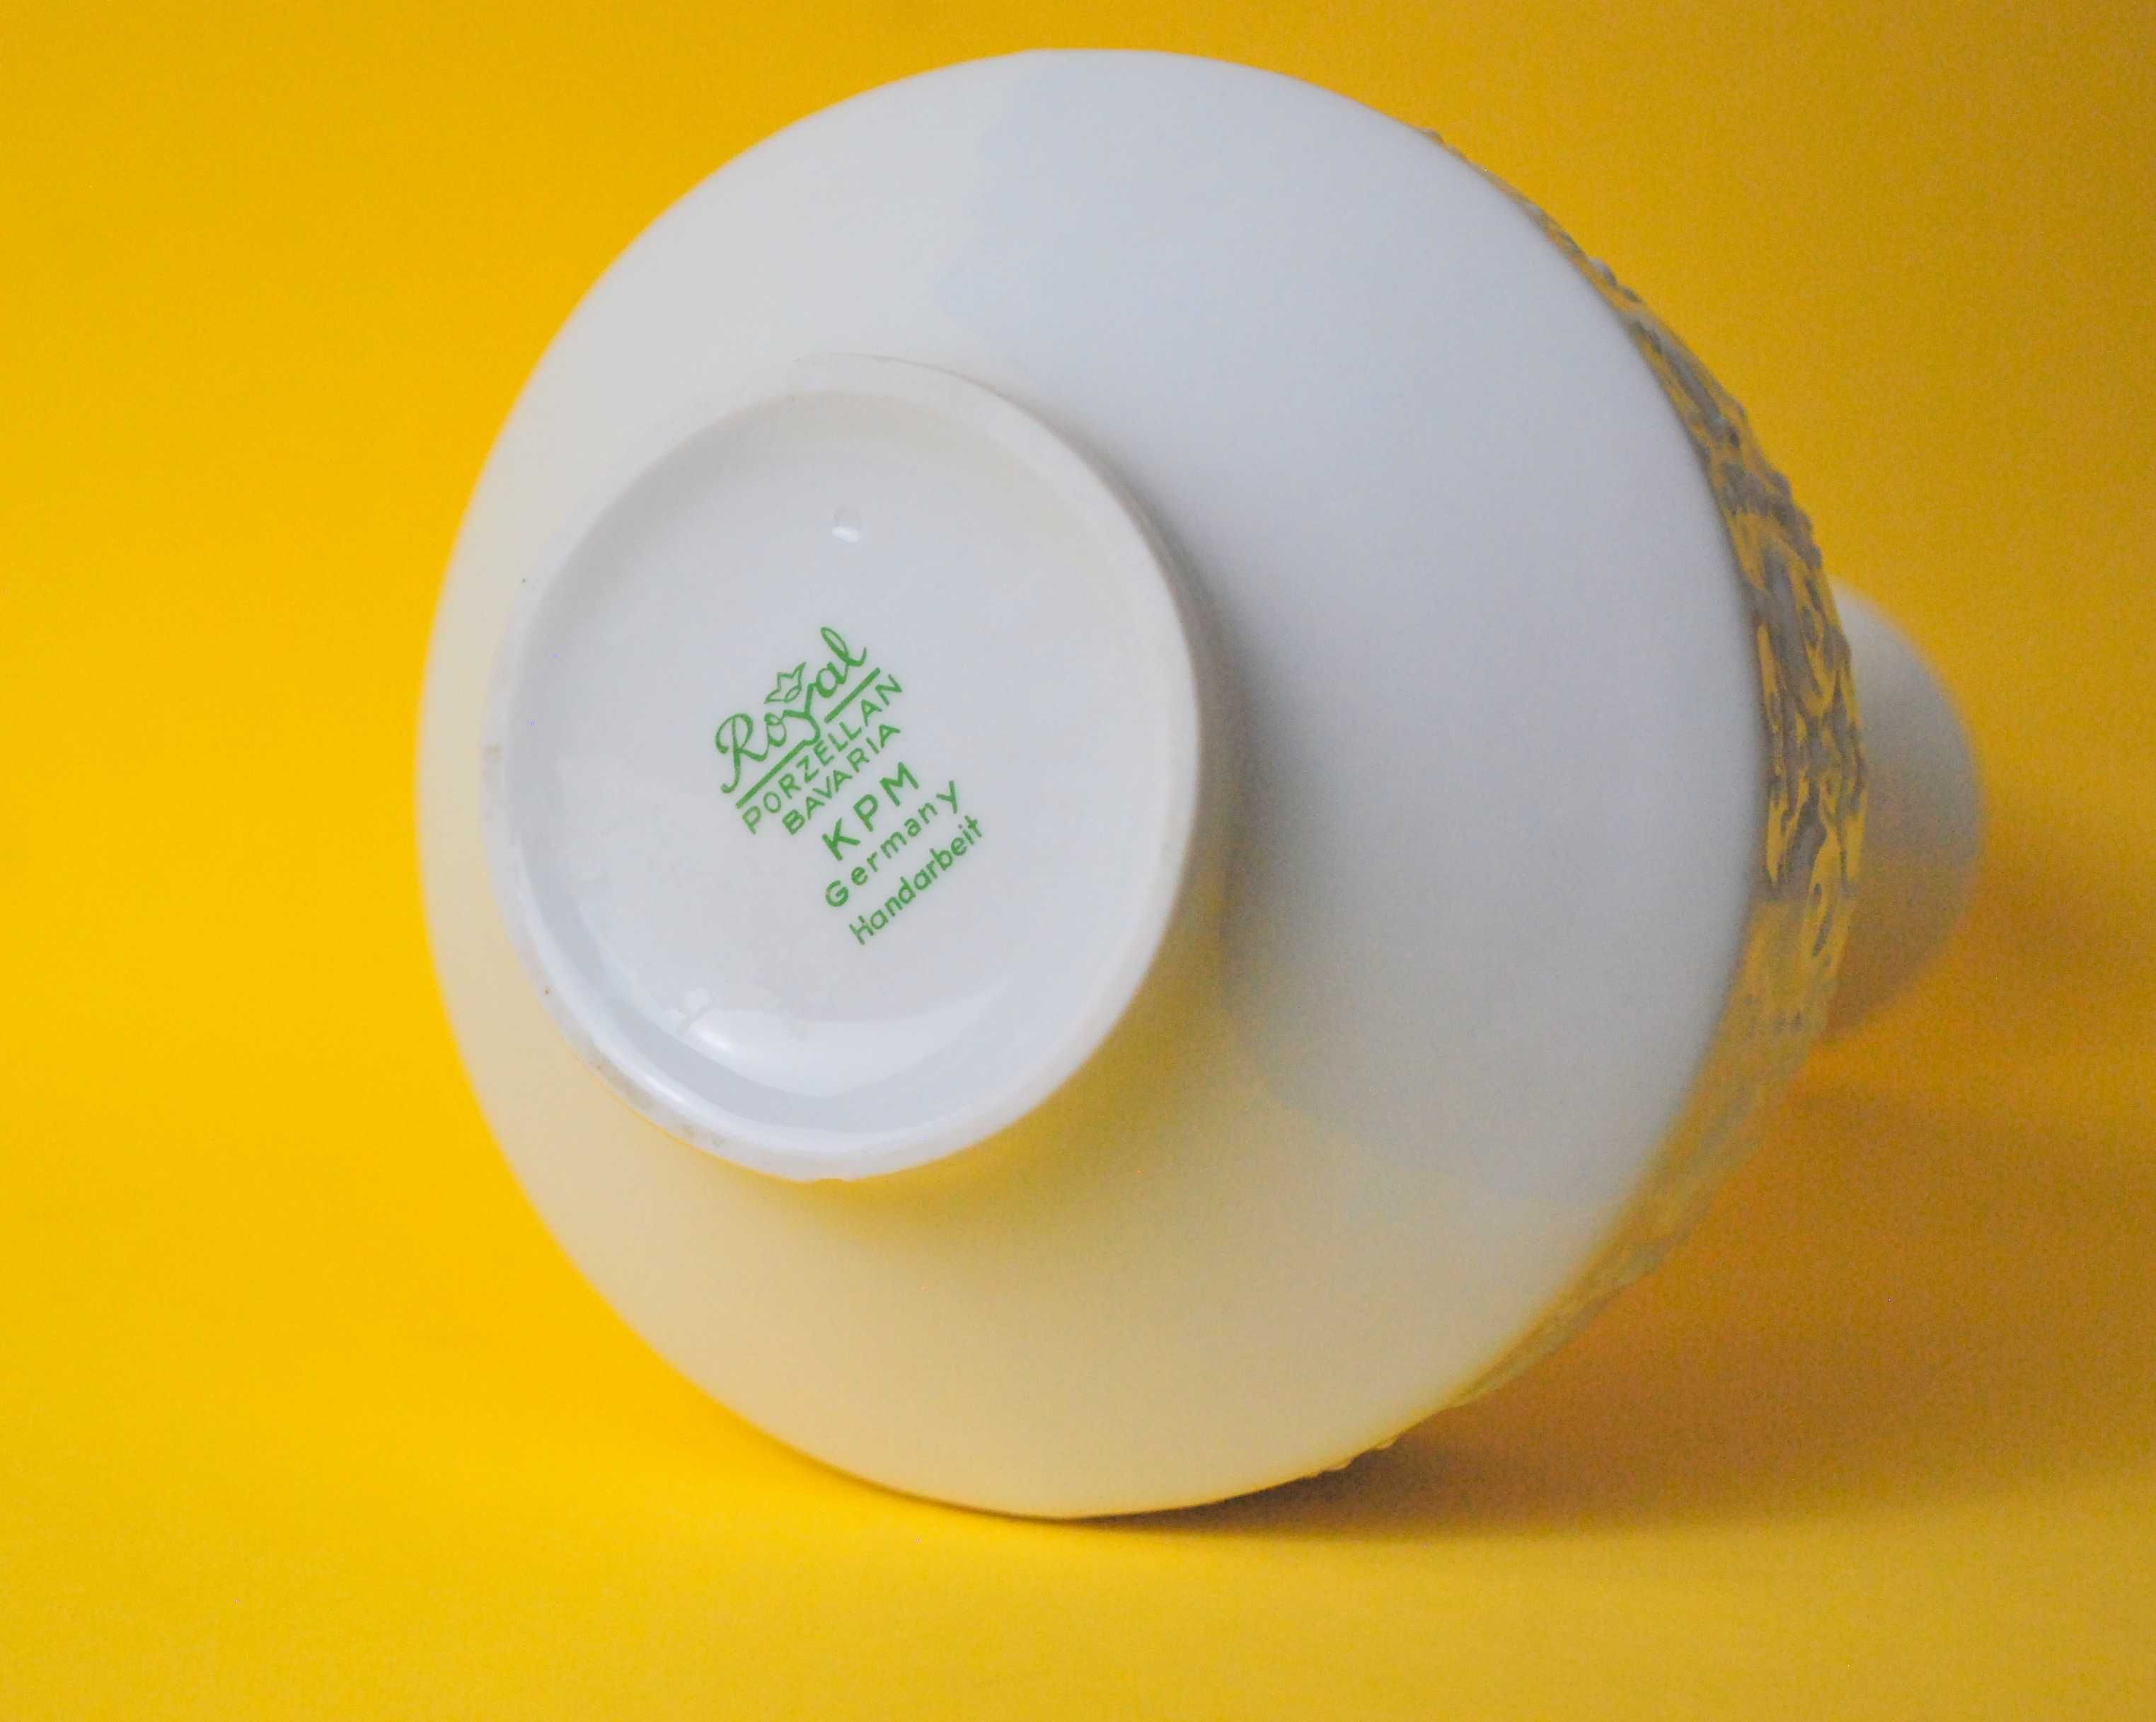 Royal
PORZELLAN
BAVARIA
KPM
Germany
Handarbeit